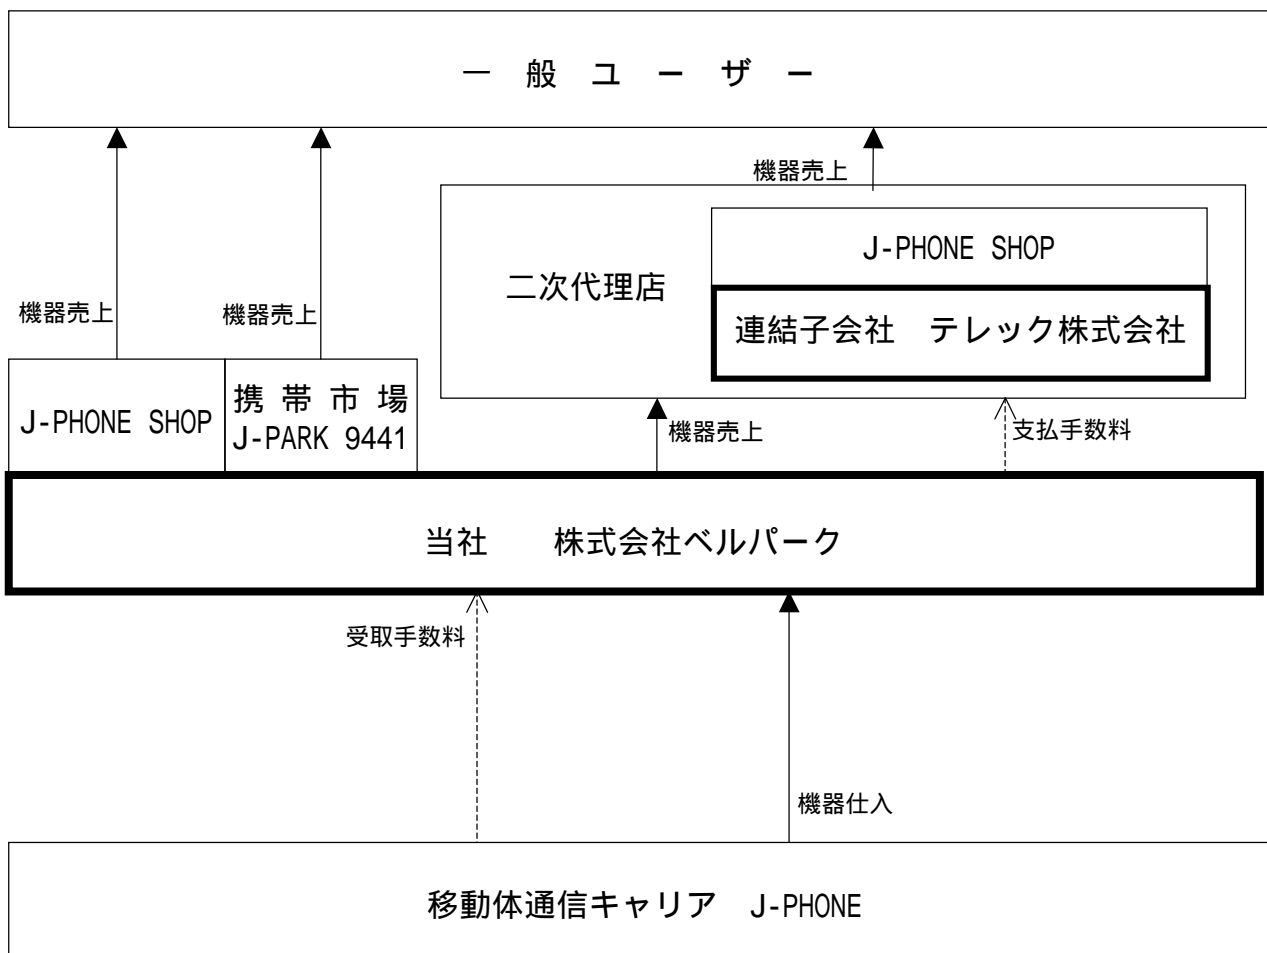 一 般 ユ ー ザ ー
機器売上
J-PHONE SHOP
二次代理店
連結子会社 テレック株式会社
機器売上
機器売上
J-PHONE SHOP
携 帯 市 場
J-PARK 9441
機器売上
支払手数料
当社 株式会社ベルパーク
受取手数料
機器仕入
移動体通信キャリア J-PHONE